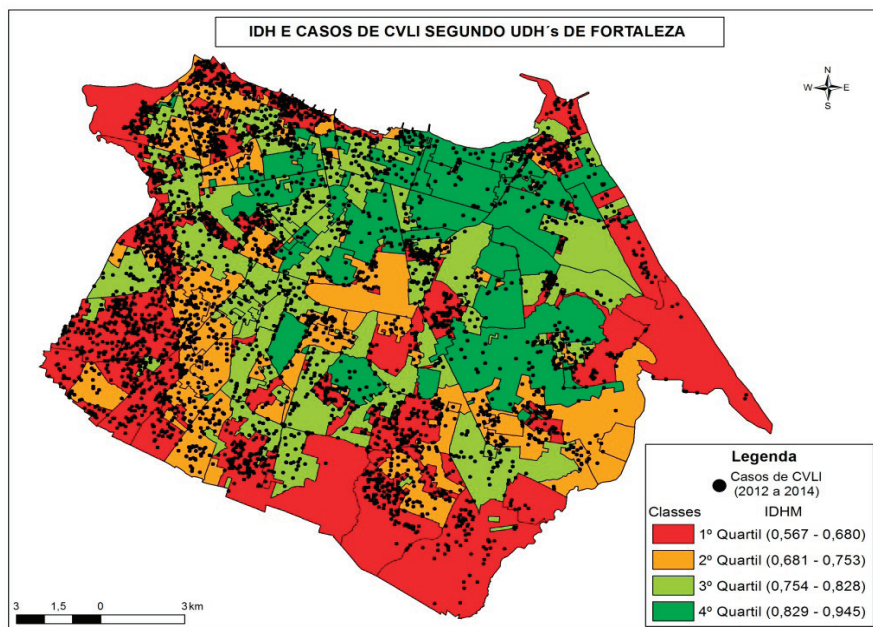 IDH E CASOS DE CVLI SEGUNDO UDH´s DE FORTALEZA
N
W E
S
Legenda
Casos de CVLI
(2012 a 2014)
Classes IDHM
1º Quartil (0,567 - 0,680)
2º Quartil (0,681 - 0,753)
3º Quartil (0,754 - 0,828)
4º Quartil (0,829 - 0,945)
3 1,5 0 3 km